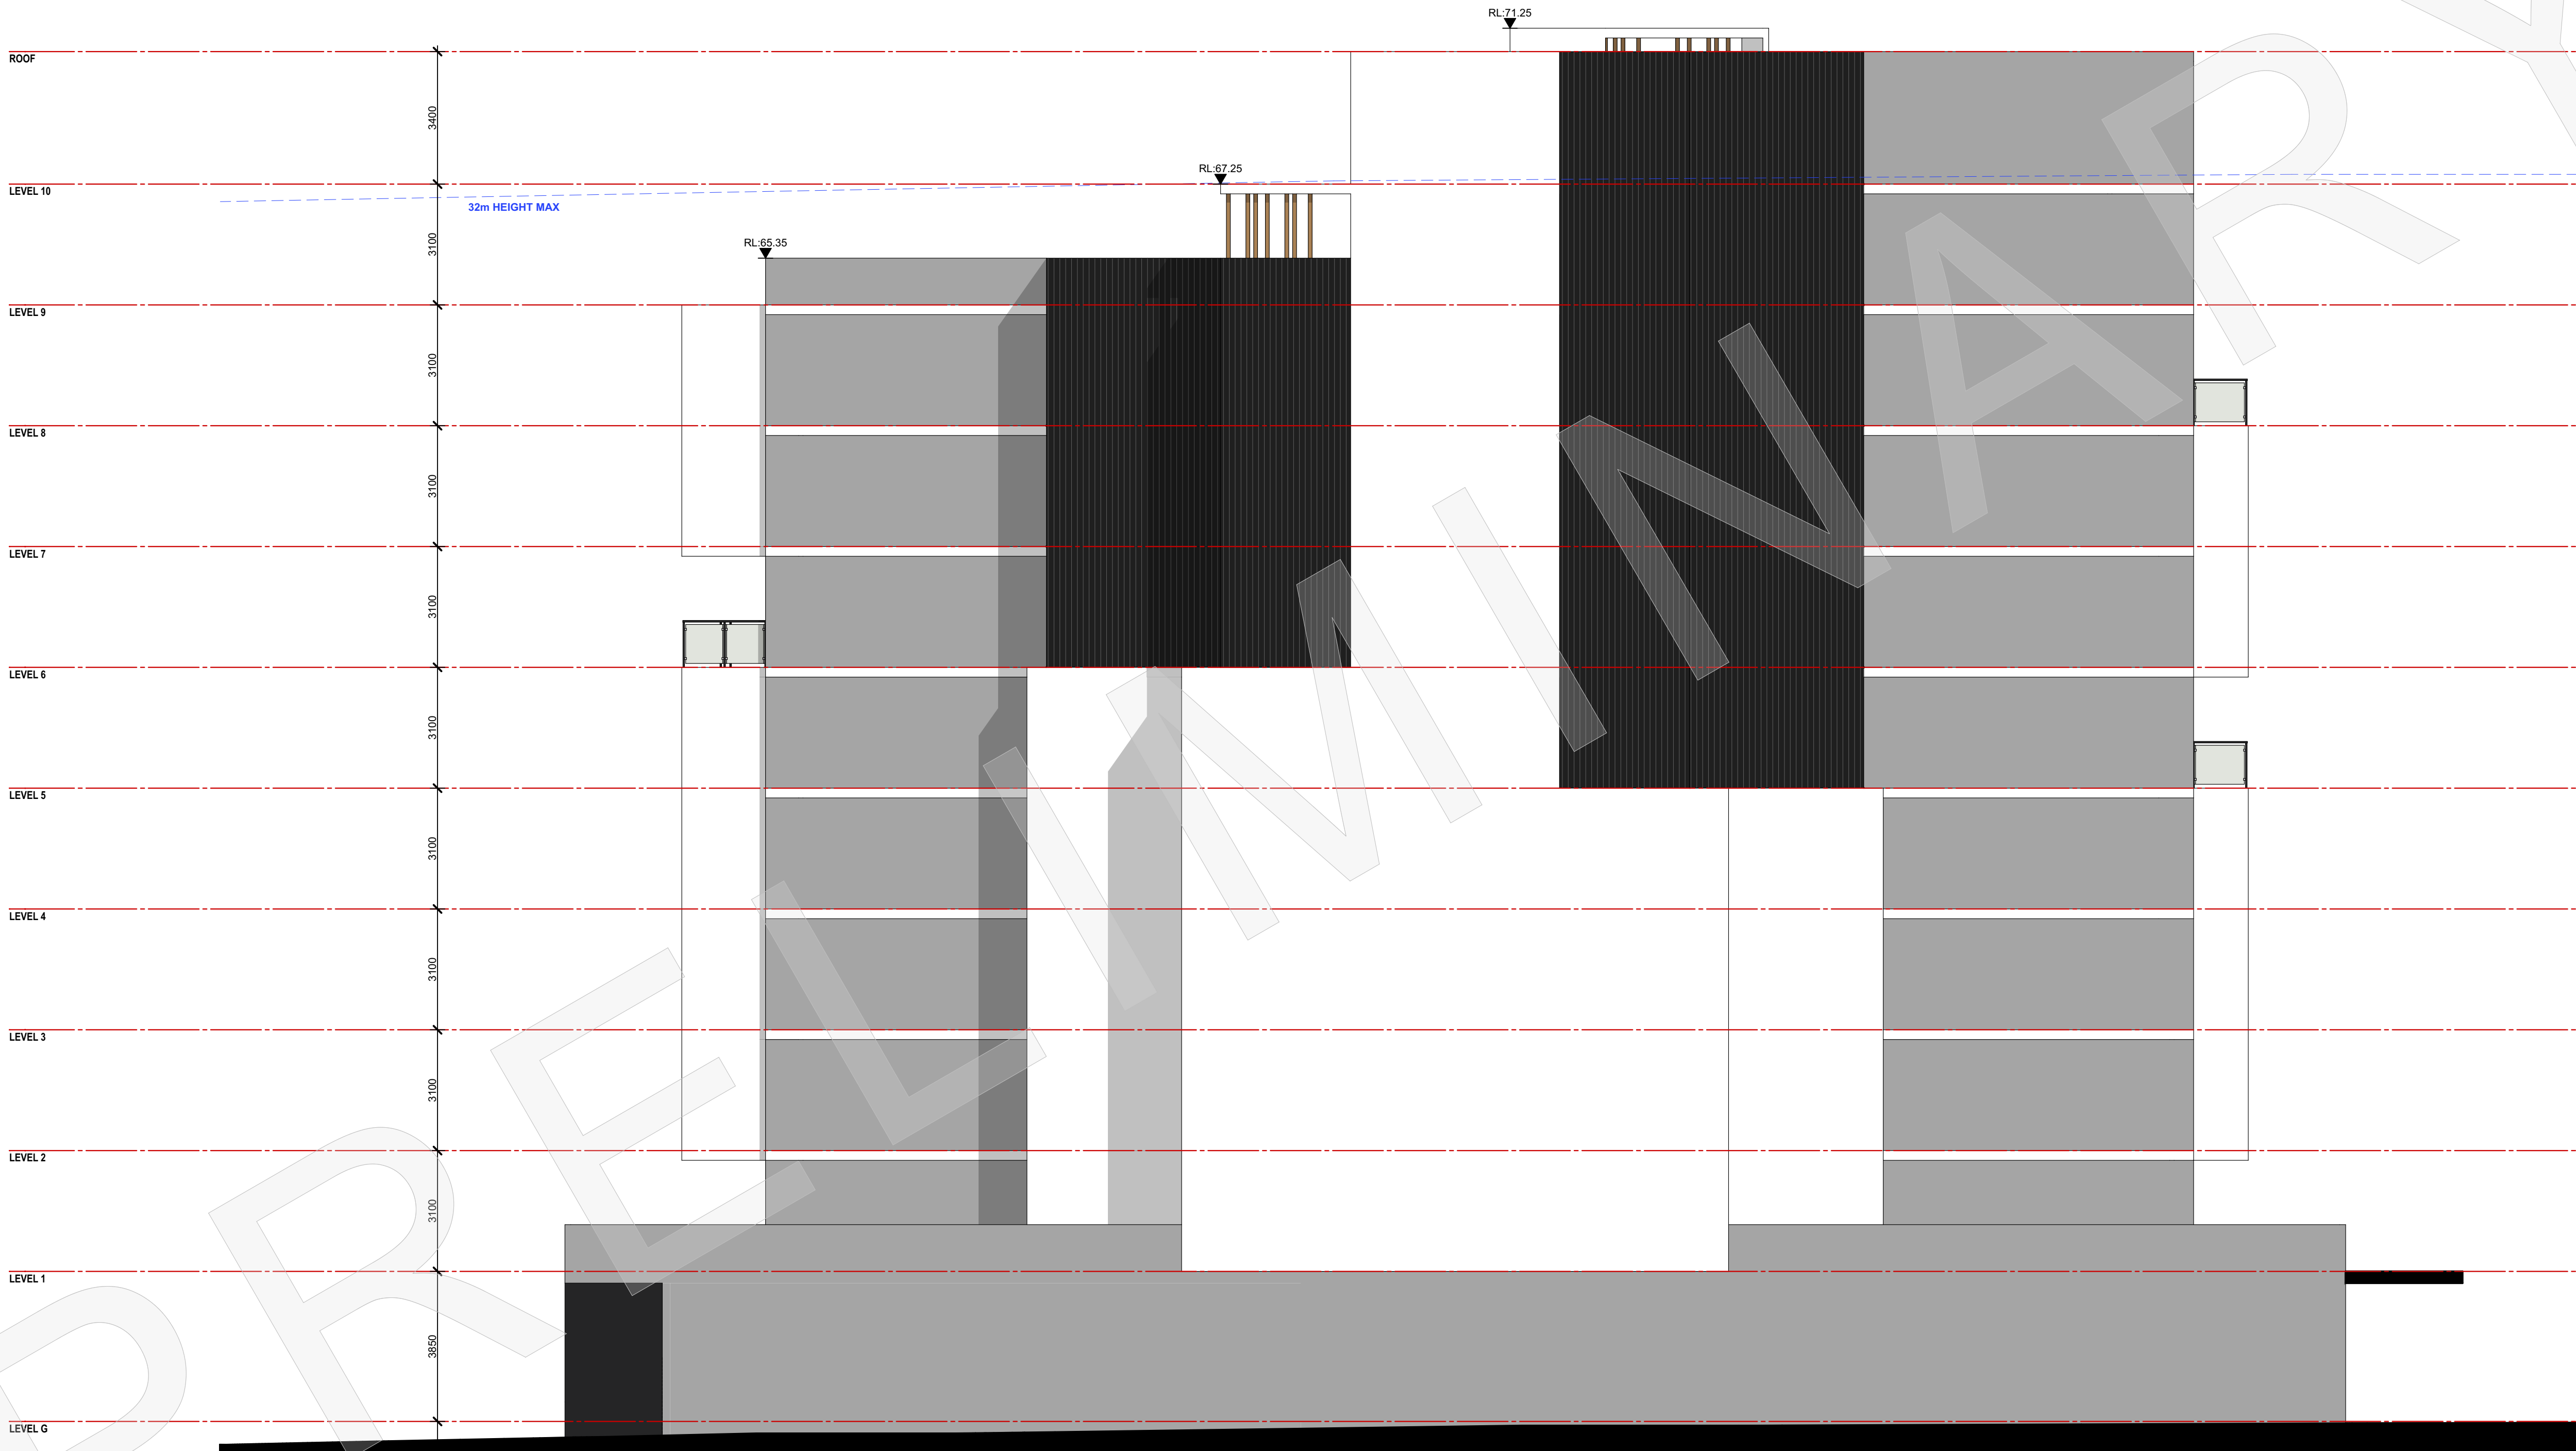 RL:71.25
ROOF
3400
RL:67.25
LEVEL 10
32m HEIGHT MAX
3100
RL:65.35
LEVEL 9
3100
LEVEL 8
3100
LEVEL 7
3100
LEVEL 6
3100
LEVEL 5
3100
LEVEL 4
3100
LEVEL 3
3100
LEVEL 2
3100
LEVEL 1
3850
LEVEL G
PRELIMINARY